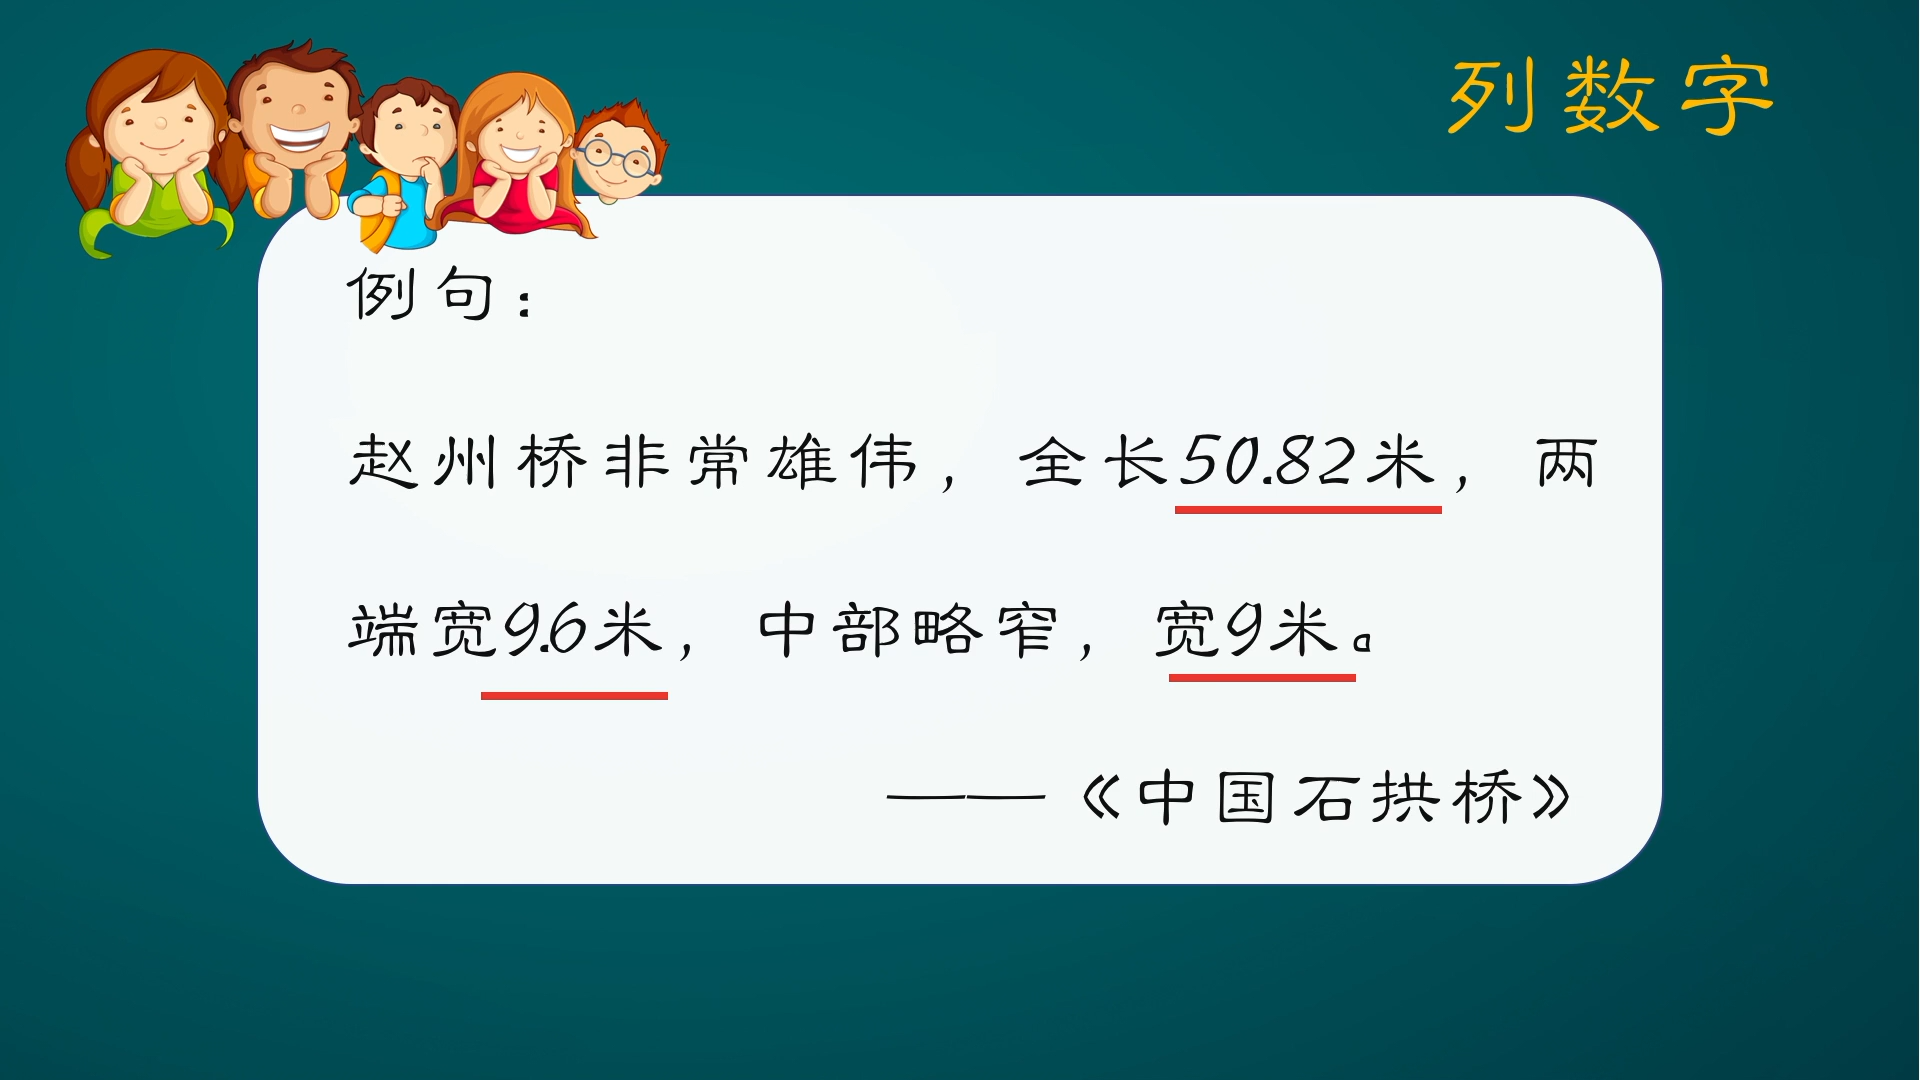 列数字
例句：
赵州桥非常雄伟，全长50.82米，两
端宽9.6米，中部略窄，宽9米。
——《中国石拱桥》